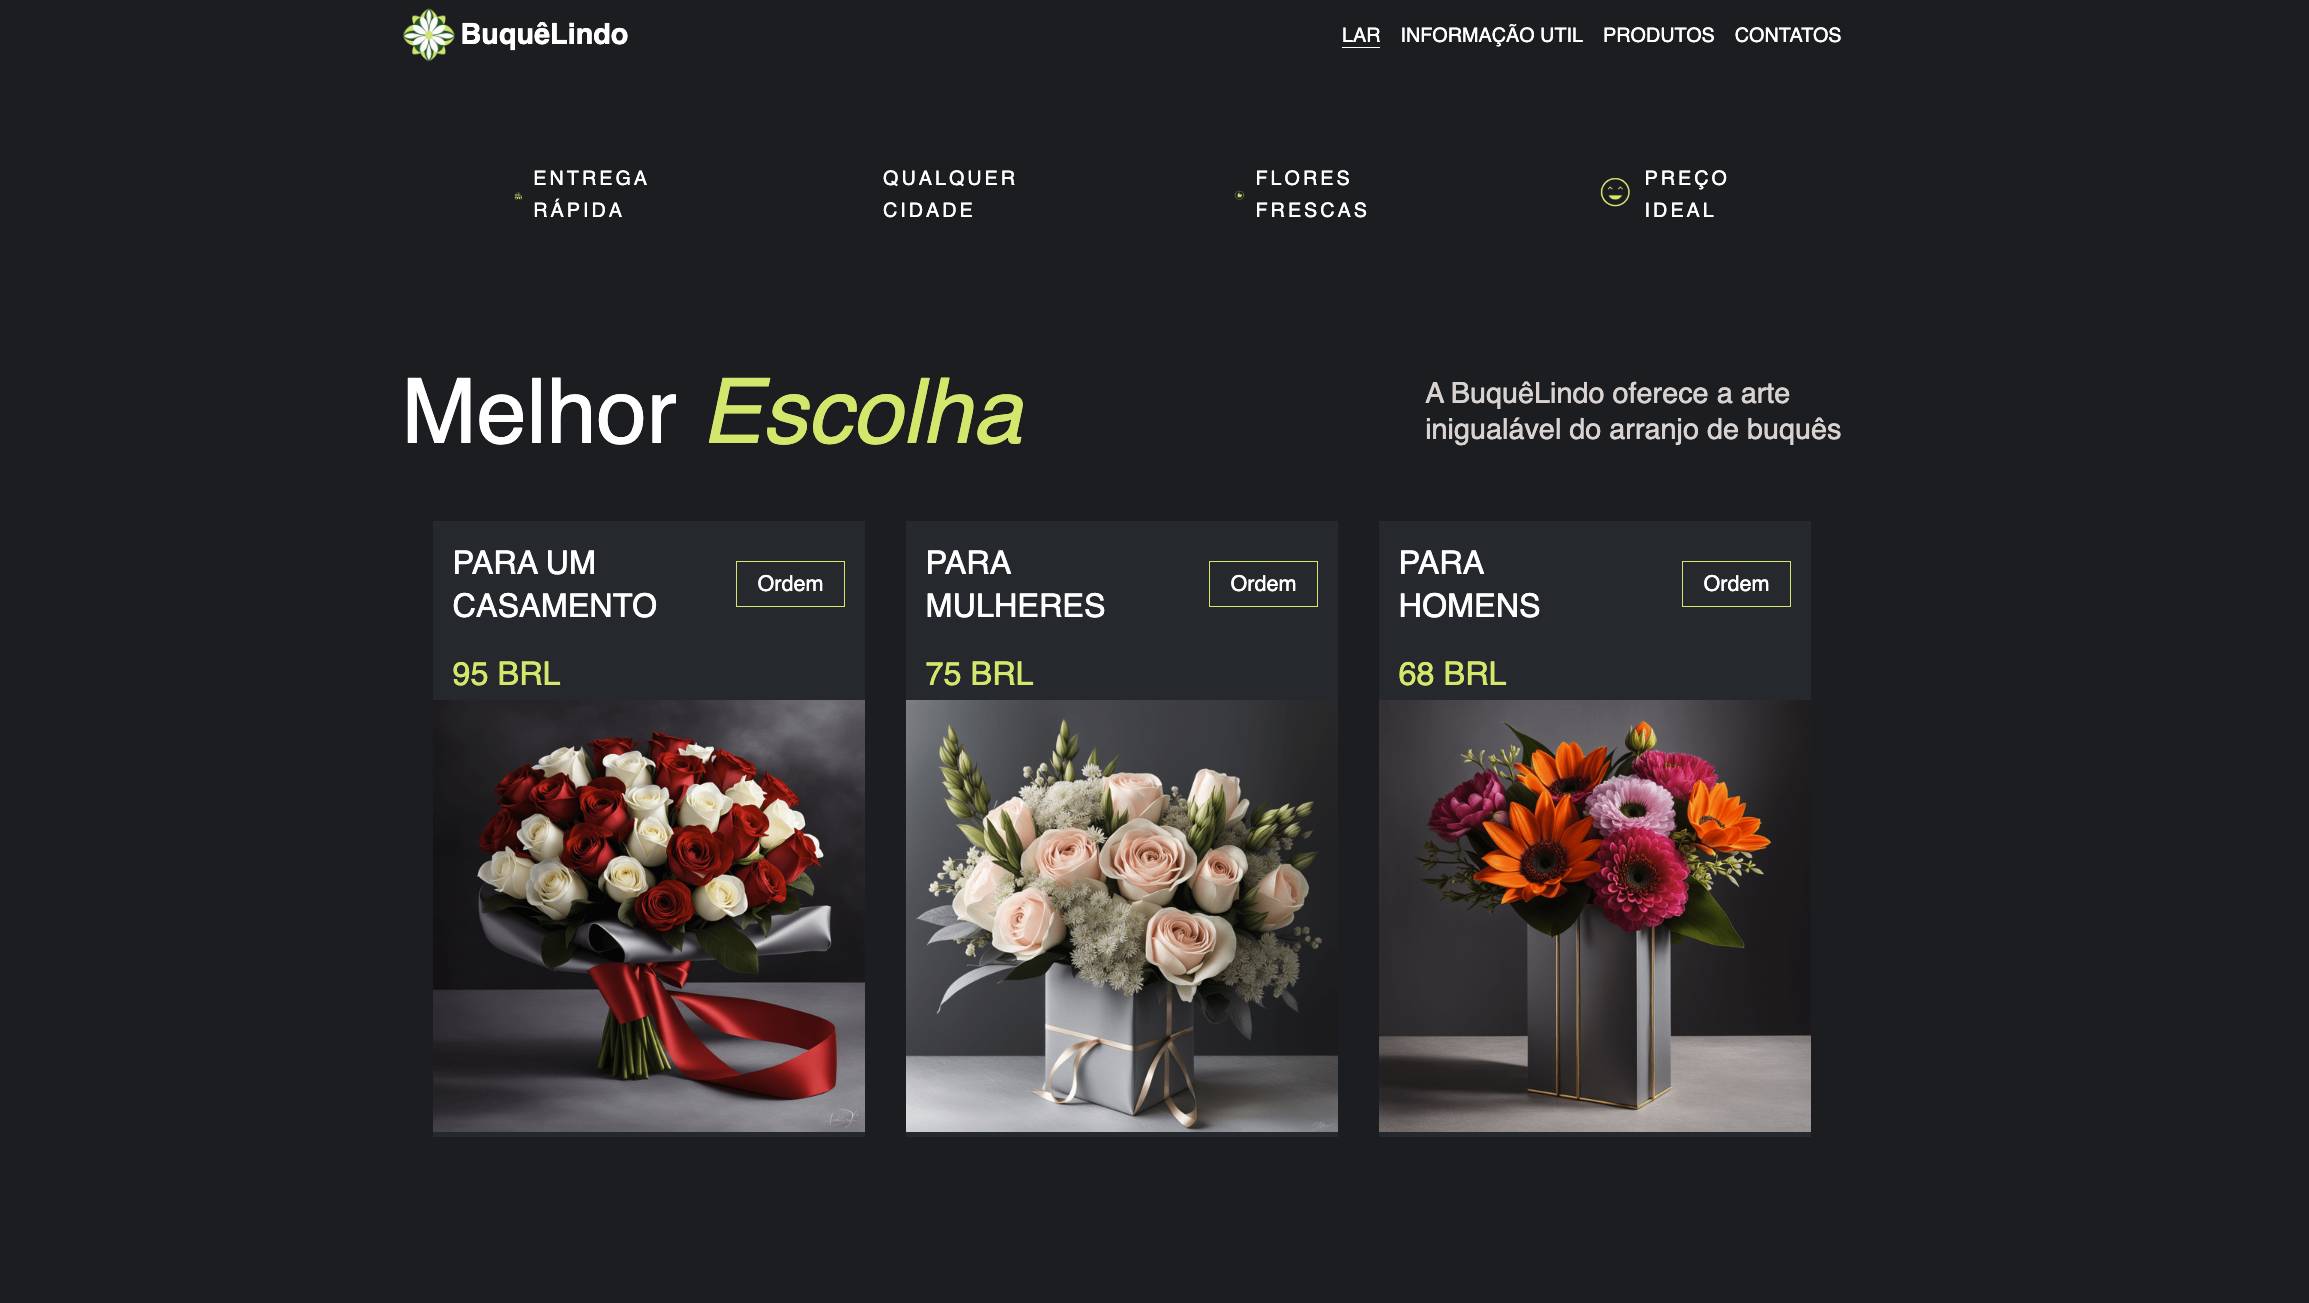 BuquêLindo
LAR INFORMAÇÃO UTIL PRODUTOS CONTATOS
ENTREGA
RÁPIDA
QUALQUER
CIDADE
FLORES
FRESCAS
PREÇO
IDEAL
Melhor Escolha
A BuquêLindo oferece a arte
inigualável do arranjo de buquês
PARA UM
CASAMENTO
Ordem
95 BRL
PARA
MULHERES
Ordem
75 BRL
PARA
HOMENS
Ordem
68 BRL